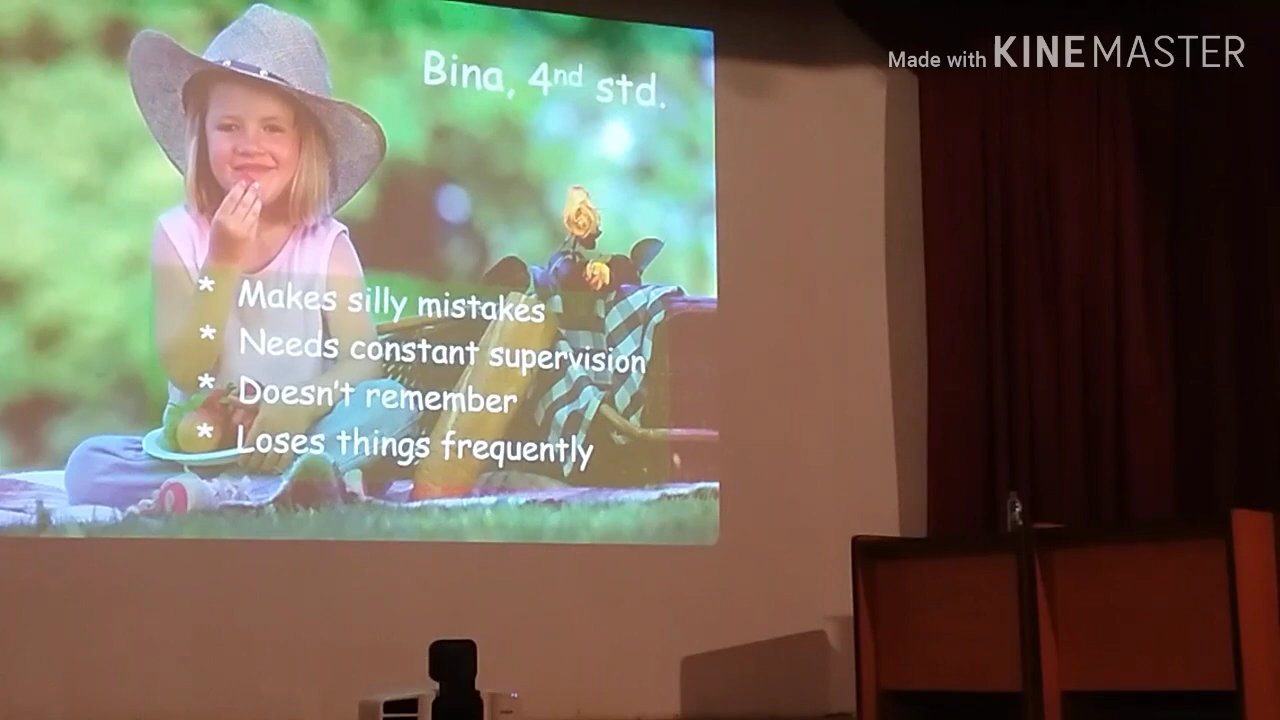 Made with KINEMASTER
Bina, 4nd std.
* Makes silly mistakes
* Needs constant supervision
* Doesn't remember
* Loses things frequently